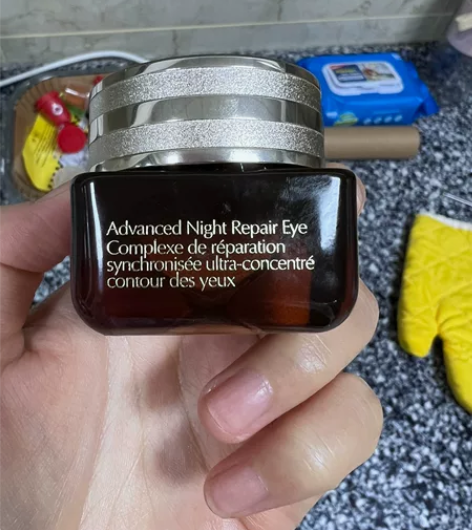 Advanced Night Repair Eye
Complexe de réparation
synchronisée ultra-concentré
contour des yeux